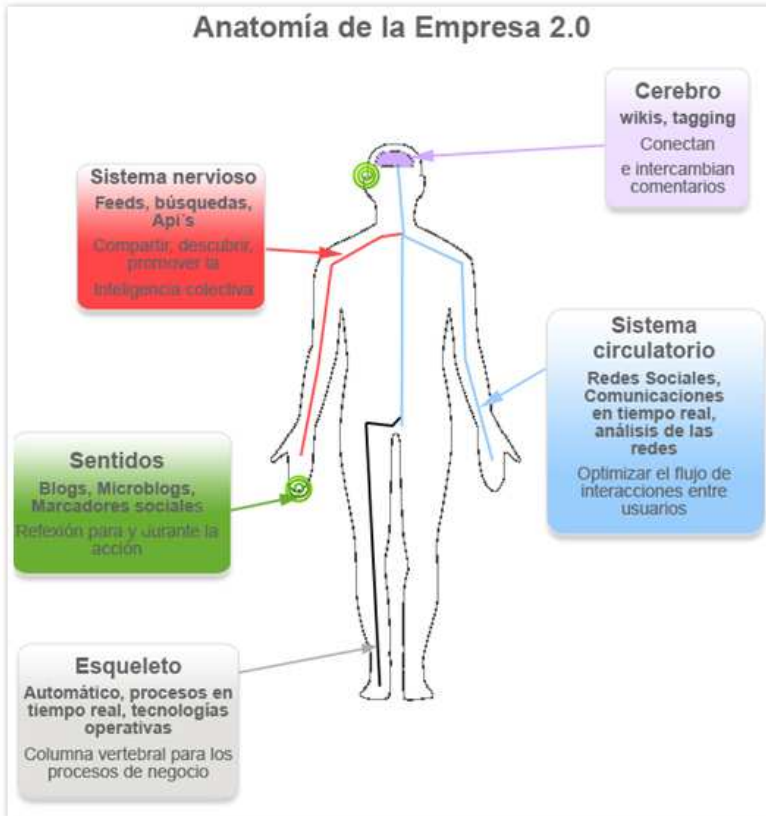 Anatomía de la Empresa 2.0
Cerebro
wikis, tagging
Conectan
e intercambian
comentarios
Sistema nervioso
Feeds, búsquedas,
Api´s
Compartir, descubrir,
promover la
Inteligencia colectiva
Sistema
circulatorio
Redes Sociales,
Comunicaciones
en tiempo real,
análisis de las
redes
Optimizar el flujo de
interacciones entre
usuarios
Sentidos
Blogs, Microblogs,
Marcadores sociales
Refexión para y durante la
acción
Esqueleto
Automático, procesos en
tiempo real, tecnologías
operativas
Columna vertebral para los
procesos de negocio